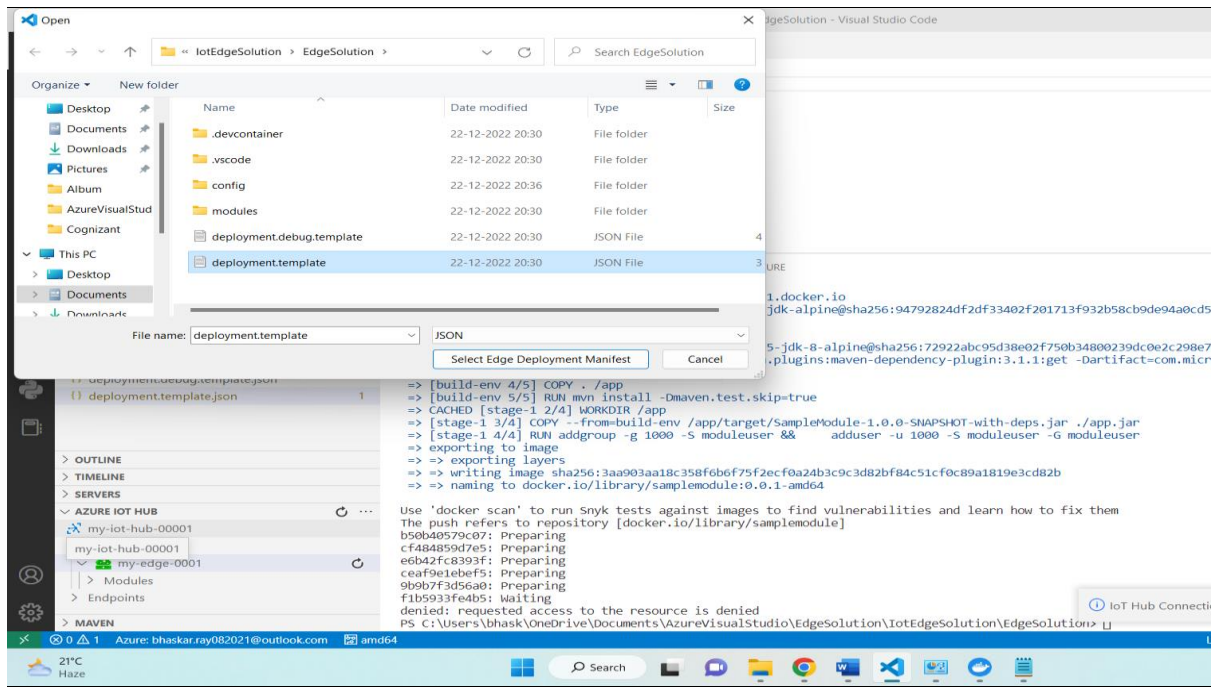 Open
EdgeSolution - Visual Studio Code
« IotEdgeSolution > EdgeSolution >
Search EdgeSolution
Organize
New folder
Name
Date modified
Type
Size
Desktop
Documents
Downloads
Pictures
Album
AzureVisualStud
Cognizant
This PC
Desktop
Documents
Downloads
.devcontainer 22-12-2022 20:30 File folder
.vscode 22-12-2022 20:30 File folder
config 22-12-2022 20:36 File folder
modules 22-12-2022 20:30 File folder
deployment.debug.template 22-12-2022 20:30 JSON File 4
deployment.template 22-12-2022 20:30 JSON File 3
File name: deployment.template
JSON
Select Edge Deployment Manifest
Cancel
URE
1.docker.io
jdk-alpine@sha256:94792824df2df33402f201713f932b58cb9de94a0cd5
5-jdk-8-alpine@sha256:72922abc95d38e02f750b34800239dc0e2c298e7
.plugins:maven-dependency-plugin:3.1.1:get -Dartifact=com.micr
{} deployment.debug.template.json
{} deployment.template.json 1
> OUTLINE
> TIMELINE
> SERVERS
AZURE IOT HUB
my-iot-hub-00001
my-iot-hub-00001
my-edge-0001
> Modules
> Endpoints
> MAVEN
=> [build-env 4/5] COPY . /app
=> [build-env 5/5] RUN mvn install -Dmaven.test.skip=true
=> CACHED [stage-1 2/4] WORKDIR /app
=> [stage-1 3/4] COPY --from=build-env /app/target/SampleModule-1.0.0-SNAPSHOT-with-deps.jar ./app.jar
=> [stage-1 4/4] RUN addgroup -g 1000 -S moduleuser && adduser -u 1000 -S moduleuser -G moduleuser
=> exporting to image
=> => exporting layers
=> => writing image sha256:3aa903aa18c358f6b6f75f2ecf0a24b3c9c3d82bf84c51cf0c89a1819e3cd82b
=> => naming to docker.io/library/samplemodule:0.0.1-amd64
Use 'docker scan' to run Snyk tests against images to find vulnerabilities and learn how to fix them
The push refers to repository [docker.io/library/samplemodule]
b50b40579c07: Preparing
cf484859d7e5: Preparing
e6b42fc8393f: Preparing
ceaf9e1ebef5: Preparing
9b9b7f3d56a0: Preparing
f1b5933fe4b5: Waiting
denied: requested access to the resource is denied
PS C:\Users\bhask\OneDrive\Documents\AzureVisualStudio\EdgeSolution\IotEdgeSolution\EdgeSolution>
IoT Hub Connecti
0 1 Azure: bhaskar.ray082021@outlook.com amd64
21°C
Haze
Search